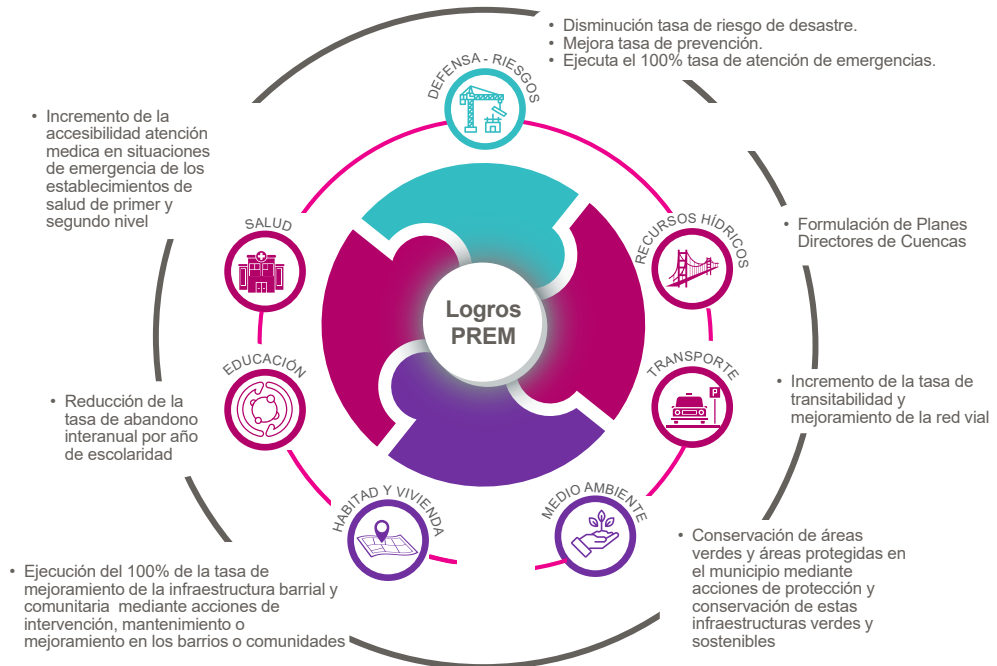 • Disminución tasa de riesgo de desastre.
• Mejora tasa de prevención.
• Ejecuta el 100% tasa de atención de emergencias.
DEFENSA - RIESGOS
• Incremento de la
accesibilidad atención
medica en situaciones
de emergencia de los
establecimientos de
salud de primer y
segundo nivel
SALUD
RECURSOS HÍDRICOS
• Formulación de Planes
Directores de Cuencas
Logros
PREM
EDUCACIÓN
• Reducción de la
tasa de abandono
interanual por año
de escolaridad
TRANSPORTE
P
• Incremento de la tasa de
transitabilidad y
mejoramiento de la red vial
HABITAD Y VIVIENDA
• Ejecución del 100% de la tasa de
mejoramiento de la infraestructura barrial y
comunitaria mediante acciones de
intervención, mantenimiento o
mejoramiento en los barrios o comunidades
MEDIO AMBIENTE
• Conservación de áreas
verdes y áreas protegidas en
el municipio mediante
acciones de protección y
conservación de estas
infraestructuras verdes y
sostenibles